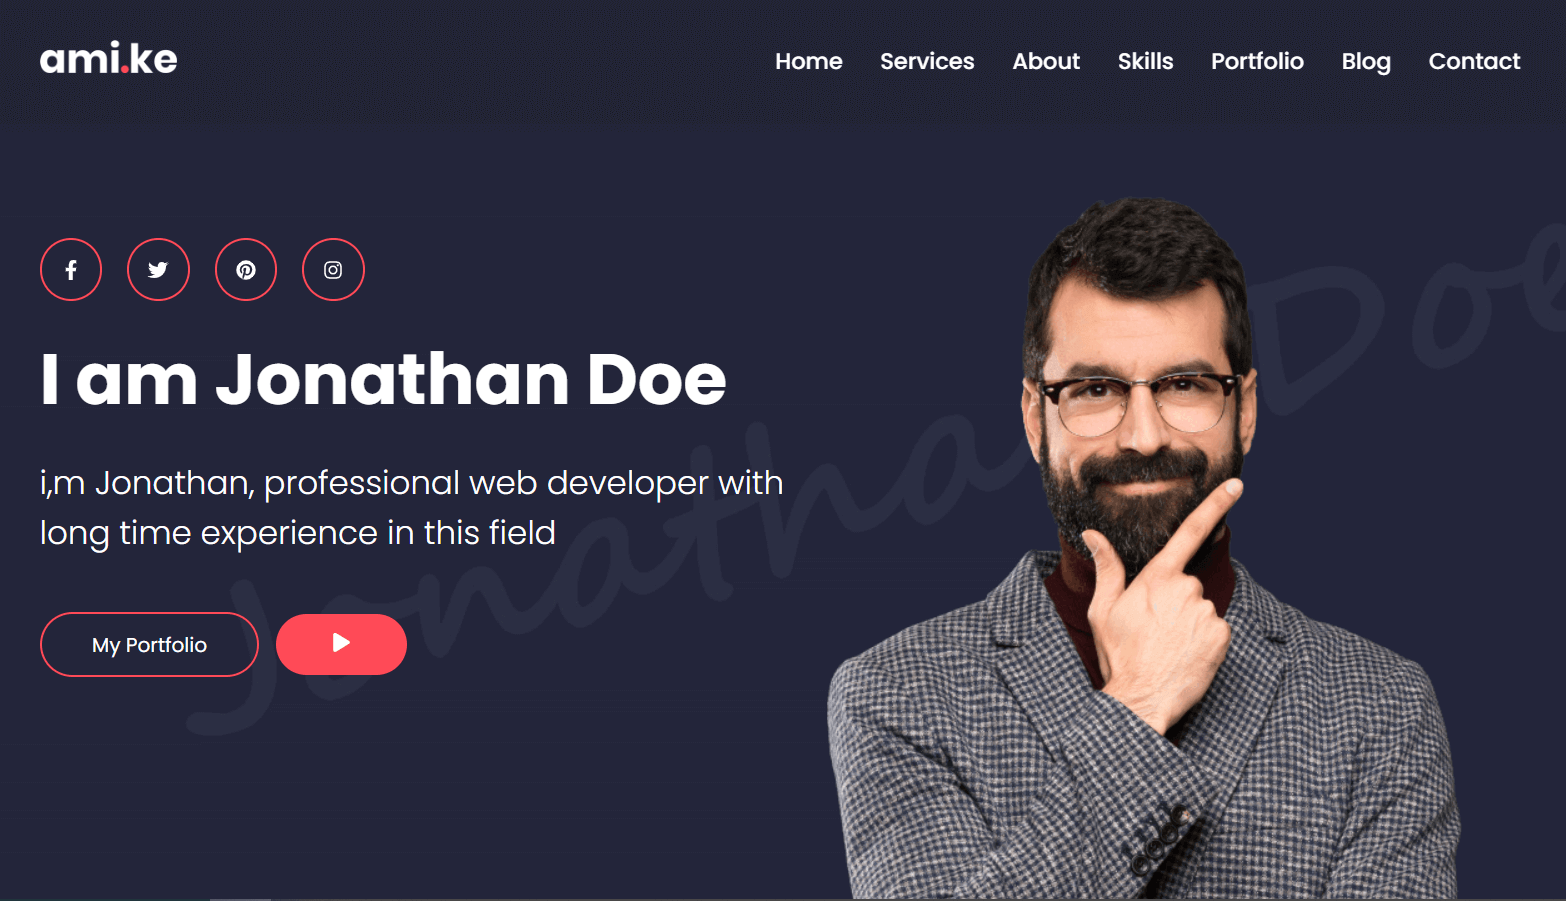 ami.ke
Home Services About Skills Portfolio Blog Contact
I am Jonathan Doe
i,m Jonathan, professional web developer with
long time experience in this field
My Portfolio
Jonathan Doe